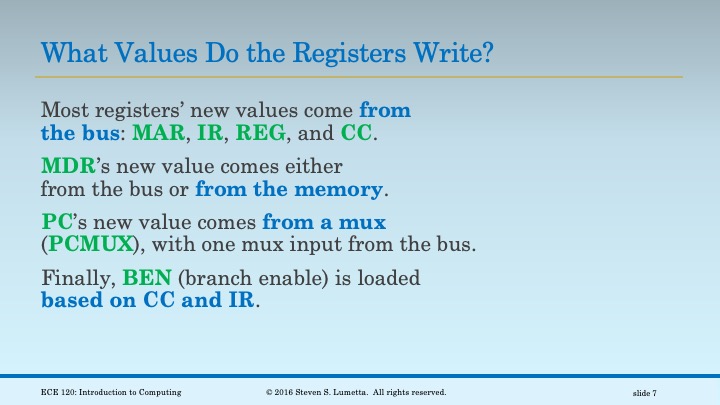 What Values Do the Registers Write?
Most registers’ new values come from
the bus: MAR, IR, REG, and CC.
MDR’s new value comes either
from the bus or from the memory.
PC’s new value comes from a mux
(PCMUX), with one mux input from the bus.
Finally, BEN (branch enable) is loaded
based on CC and IR.
ECE 120: Introduction to Computing
© 2016 Steven S. Lumetta. All rights reserved.
slide 7